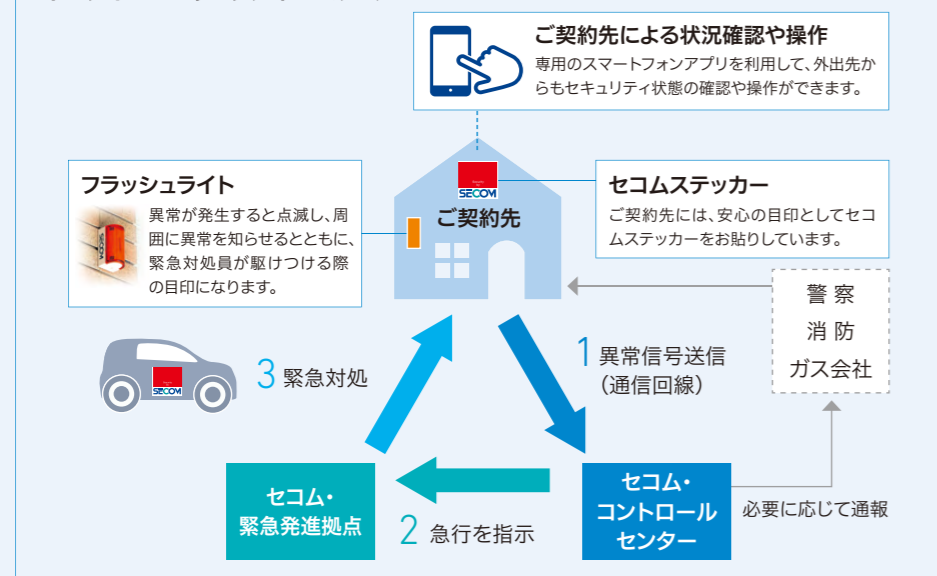 ご契約先による状況確認や操作
専用のスマートフォンアプリを利用して、外出先か
らもセキュリティ状態の確認や操作ができます。
フラッシュライト
異常が発生すると点滅し、周
囲に異常を知らせるとともに、
緊急対処員が駆けつける際
の目印になります。
SECOM
SECOM
ご契約先
セコムステッカー
ご契約先には、安心の目印としてセコ
ムステッカーをお貼りしています。
警察
消防
ガス会社
1 異常信号送信
（通信回線）
3 緊急対処
SECOM
セコム・
緊急発進拠点
2 急行を指示
セコム・
コントロール
センター
必要に応じて通報